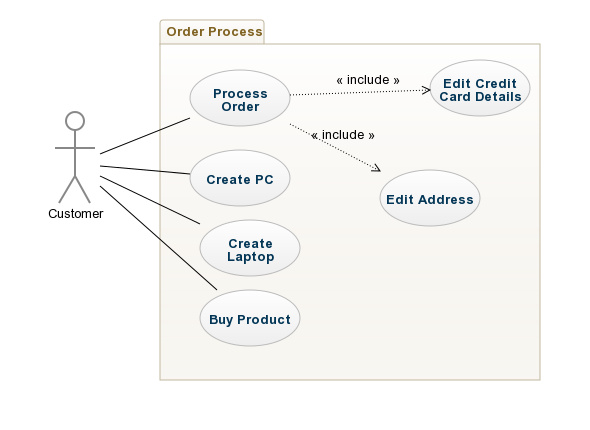 Order Process
Process
Order
« include »
Edit Credit
Card Details
« include »
Customer
Create PC
Edit Address
Create
Laptop
Buy Product